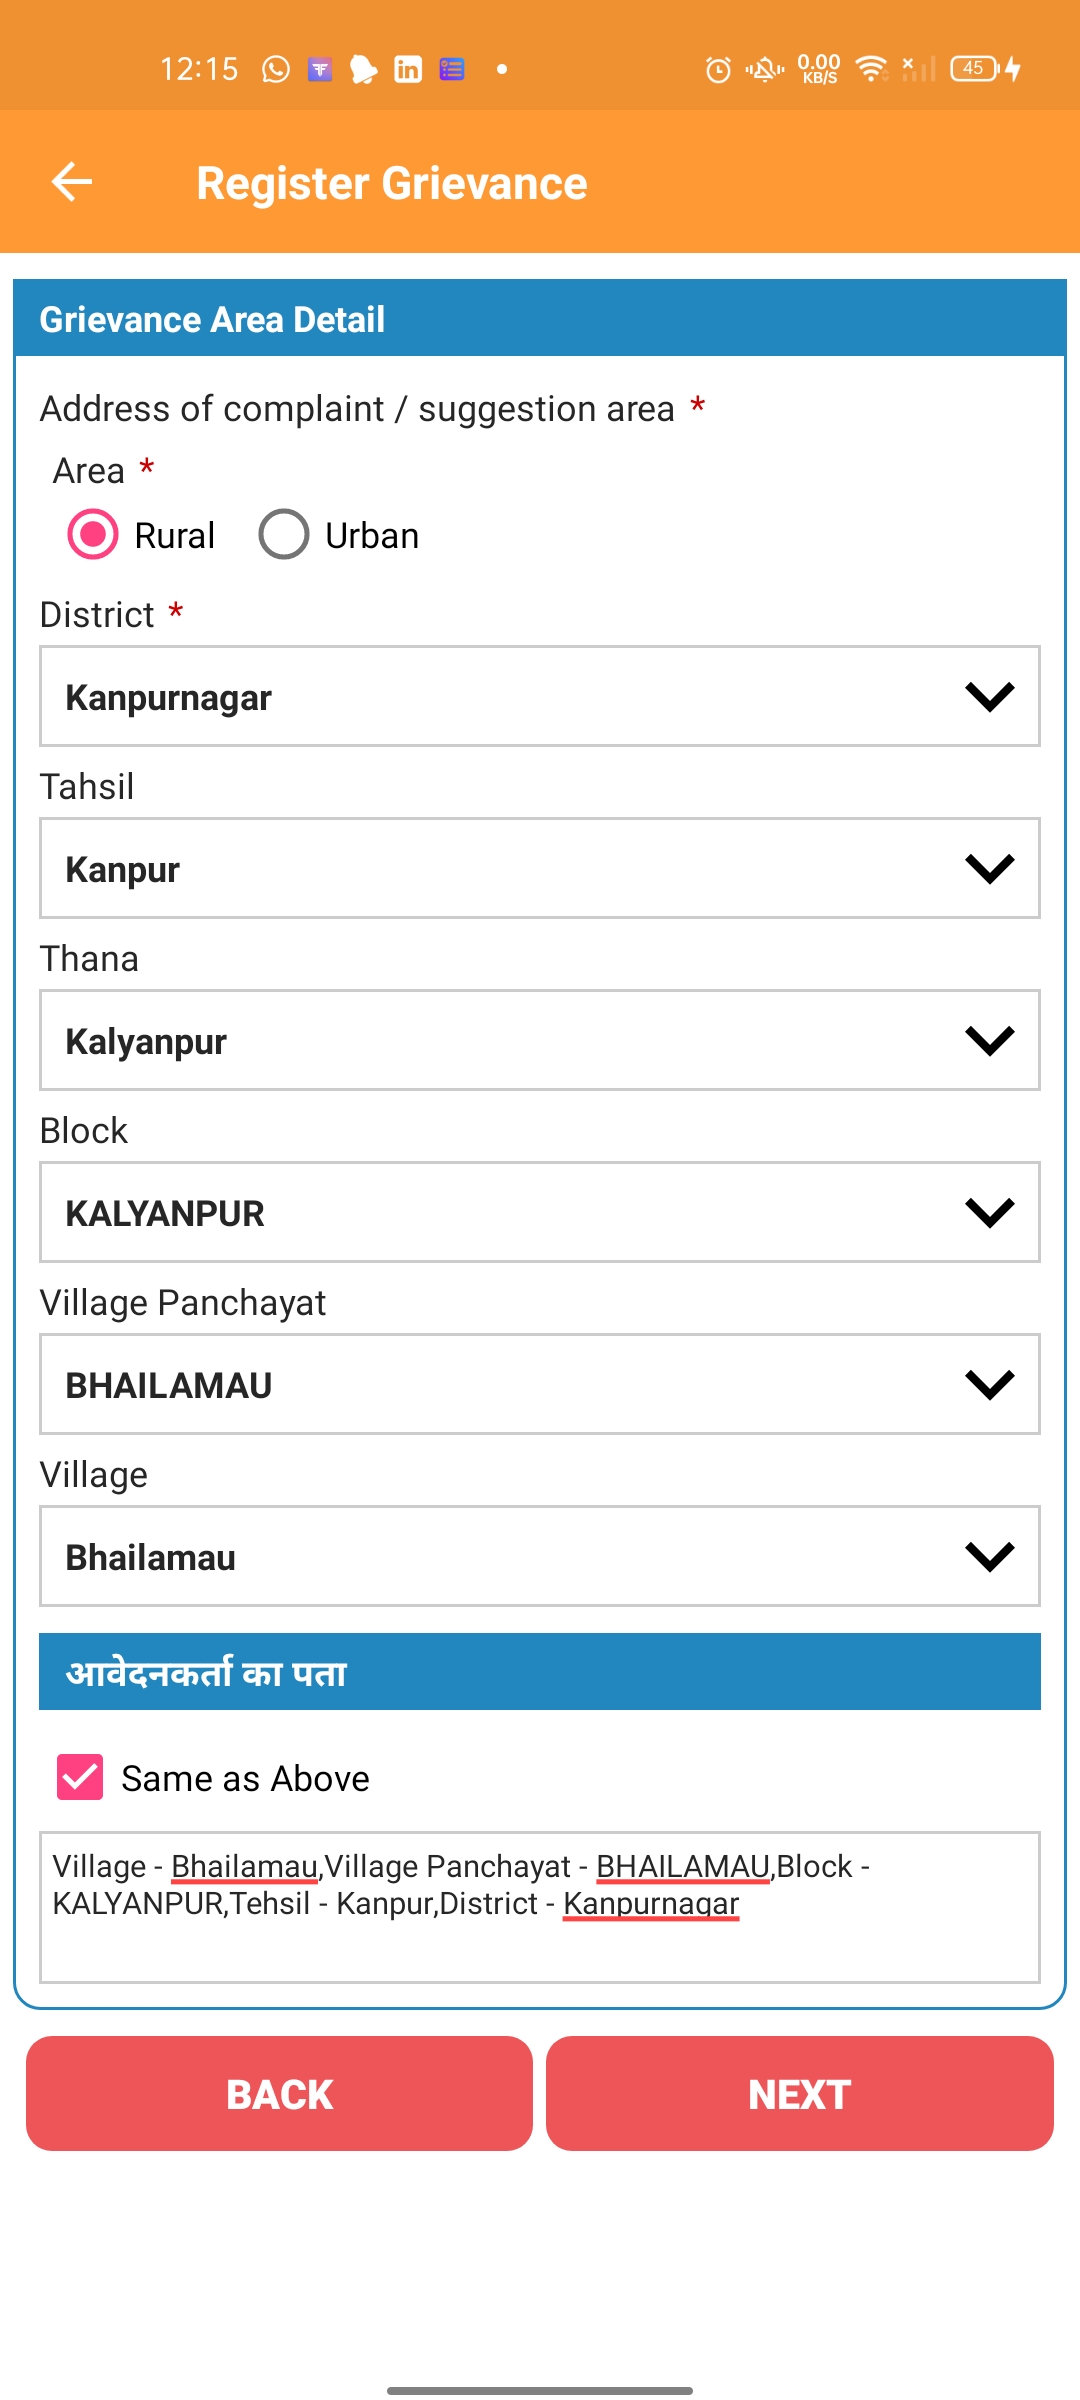 12:15
0.00
KB/S
45
Register Grievance
Grievance Area Detail
Address of complaint / suggestion area *
Area *
Rural Urban
District *
Kanpurnagar
Tahsil
Kanpur
Thana
Kalyanpur
Block
KALYANPUR
Village Panchayat
BHAILAMAU
Village
Bhailamau
आवेदनकर्ता का पता
Same as Above
Village - Bhailamau,Village Panchayat - BHAILAMAU,Block -
KALYANPUR,Tehsil - Kanpur,District - Kanpurnagar
BACK NEXT